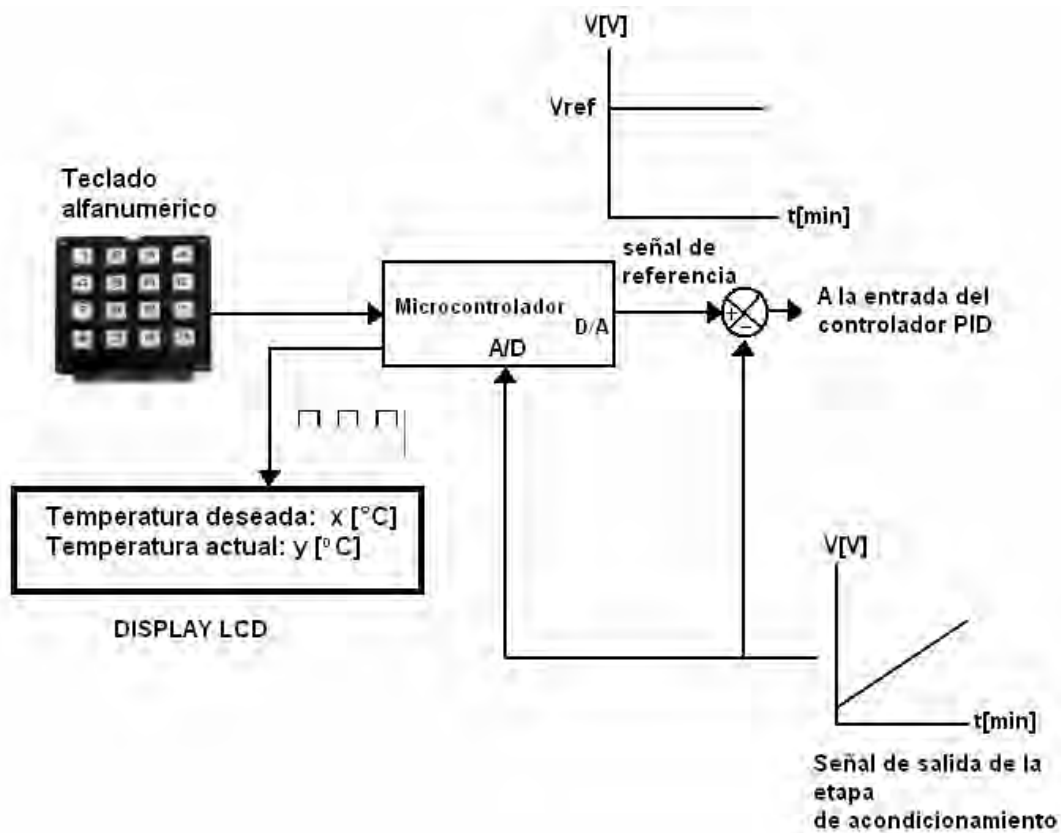 V[V]
Vref
t[min]
Teclado
alfanumérico
señal de
referencia
Microcontrolador
D/A
A/D
+
−
A la entrada del
controlador PID
Temperatura deseada: x [°C]
Temperatura actual: y [°C]
DISPLAY LCD
V[V]
t[min]
Señal de salida de la
etapa
de acondicionamiento